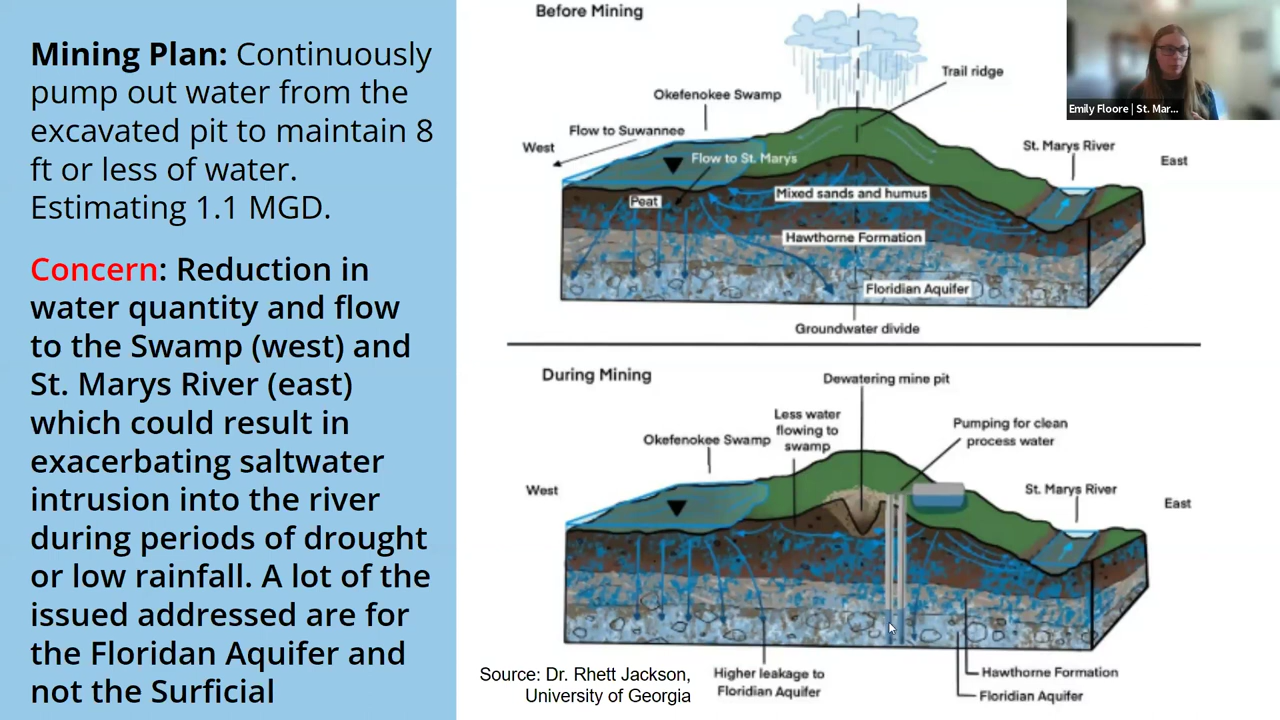 Mining Plan: Continuously
pump out water from the
excavated pit to maintain 8
ft or less of water.
Estimating 1.1 MGD.
Concern: Reduction in
water quantity and flow
to the Swamp (west) and
St. Marys River (east)
which could result in
exacerbating saltwater
intrusion into the river
during periods of drought
or low rainfall. A lot of the
issued addressed are for
the Floridan Aquifer and
not the Surficial
Before Mining
Trail ridge
Okefenokee Swamp
Flow to Suwannee
West
Flow to St. Marys
St. Marys River
East
Peat
Mixed sands and humus
Hawthorne Formation
Floridian Aquifer
Groundwater divide
During Mining
Dewatering mine pit
Less water
flowing to
swamp
Pumping for clean
process water
Okefenokee Swamp
West
St. Marys River
East
Higher leakage to
Floridian Aquifer
Hawthorne Formation
Floridian Aquifer
Source: Dr. Rhett Jackson,
University of Georgia
Emily Floore | St. Mar...